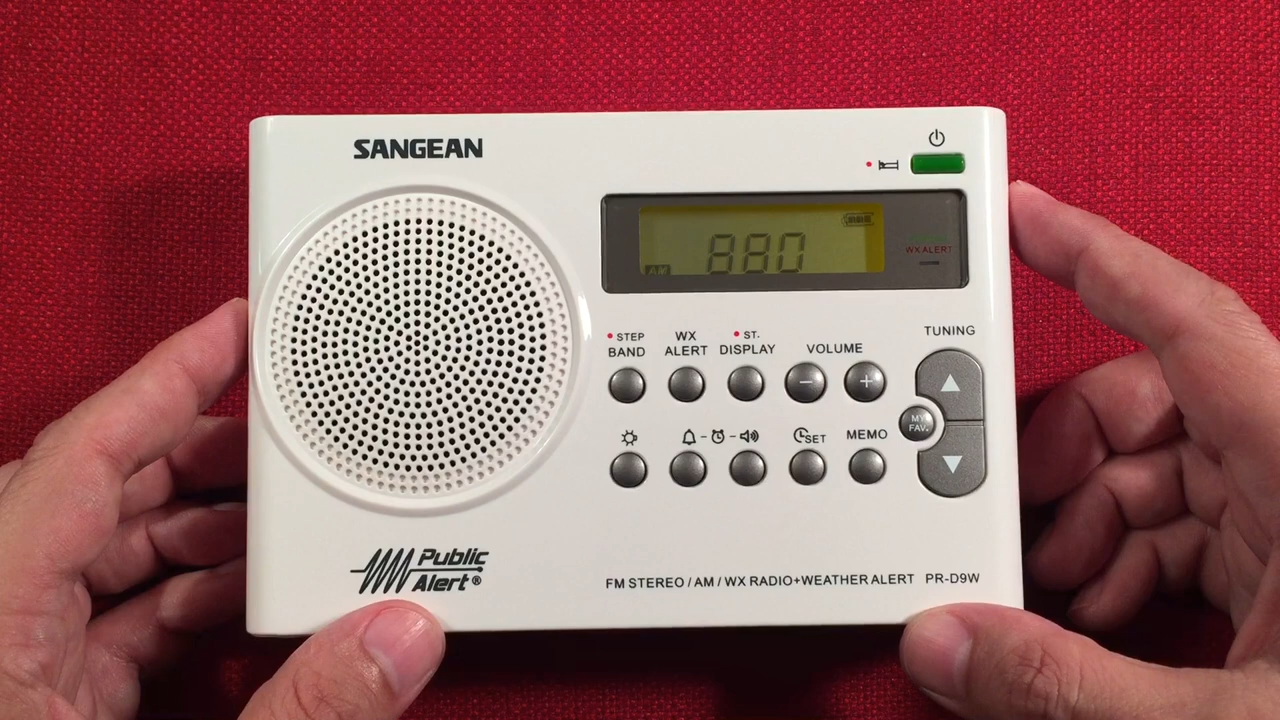 SANGEAN
880
AM
WX ALERT
STEP
BAND
WX
ALERT
ST.
DISPLAY
VOLUME
TUNING
- +
MY
FAV.
SET
MEMO
Public
Alert®
FM STEREO / AM / WX RADIO+WEATHER ALERT PR-D9W